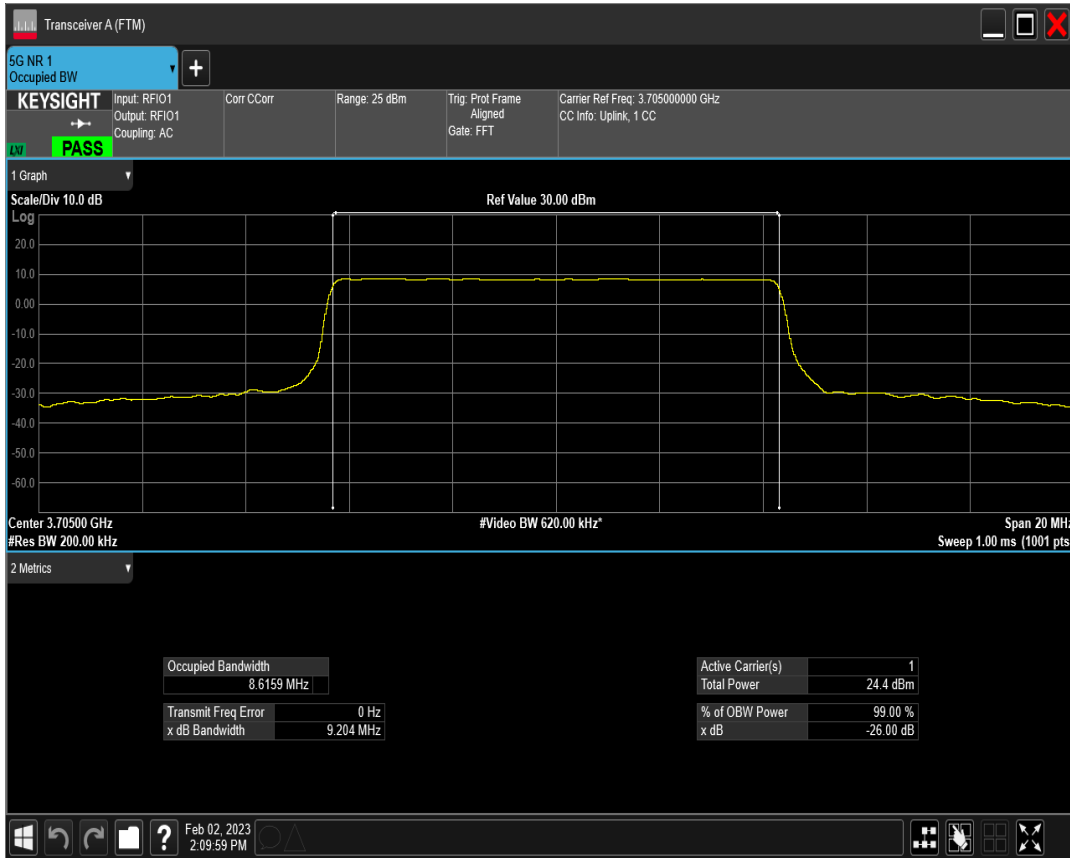 Transceiver A (FTM)
5G NR 1
Occupied BW
+
KEYSIGHT
Input: RFIO1
Output: RFIO1
Coupling: AC
Corr CCorr
Range: 25 dBm
Trig: Prot Frame
Aligned
Gate: FFT
Carrier Ref Freq: 3.705000000 GHz
CC Info: Uplink, 1 CC
LXI
PASS
1 Graph
Scale/Div 10.0 dB
Ref Value 30.00 dBm
Log
20.0
10.0
0.00
-10.0
-20.0
-30.0
-40.0
-50.0
-60.0
Center 3.70500 GHz
#Video BW 620.00 kHz*
Span 20 MHz
#Res BW 200.00 kHz
Sweep 1.00 ms (1001 pts
2 Metrics
Occupied Bandwidth
8.6159 MHz
Transmit Freq Error 0 Hz
x dB Bandwidth 9.204 MHz
Active Carrier(s) 1
Total Power 24.4 dBm
% of OBW Power 99.00 %
x dB -26.00 dB
?
Feb 02, 2023
2:09:59 PM